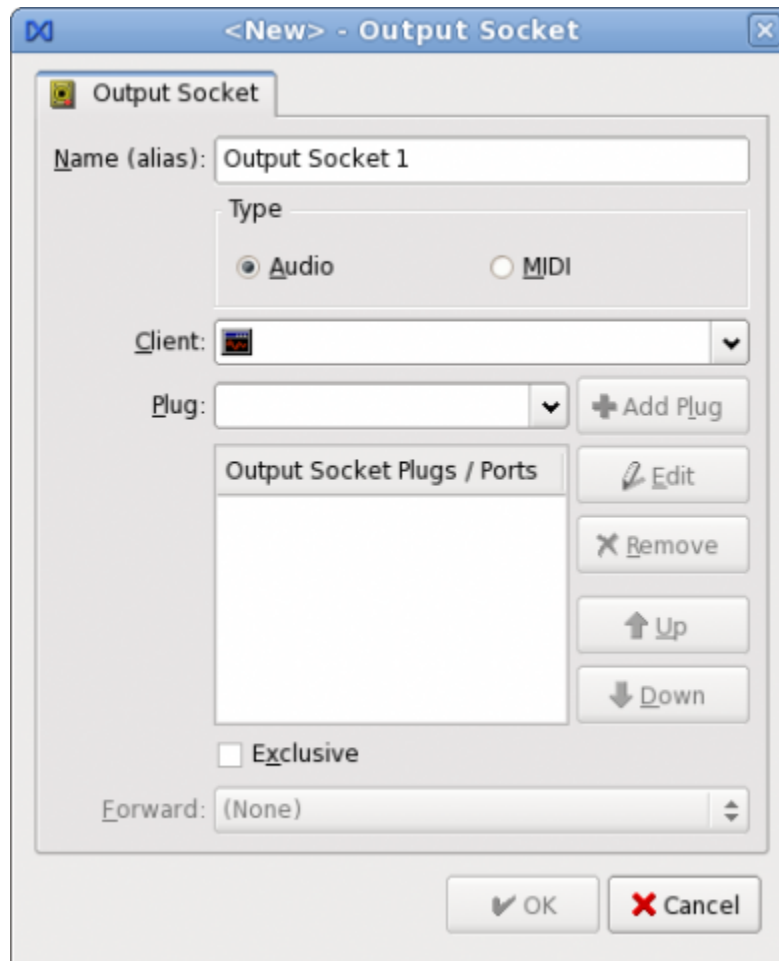 <New> - Output Socket
Output Socket
Name (alias): Output Socket 1
Type
Audio MIDI
Client:
Plug: Add Plug
Output Socket Plugs / Ports Edit
Remove
Up
Down
Exclusive
Forward: (None)
OK Cancel